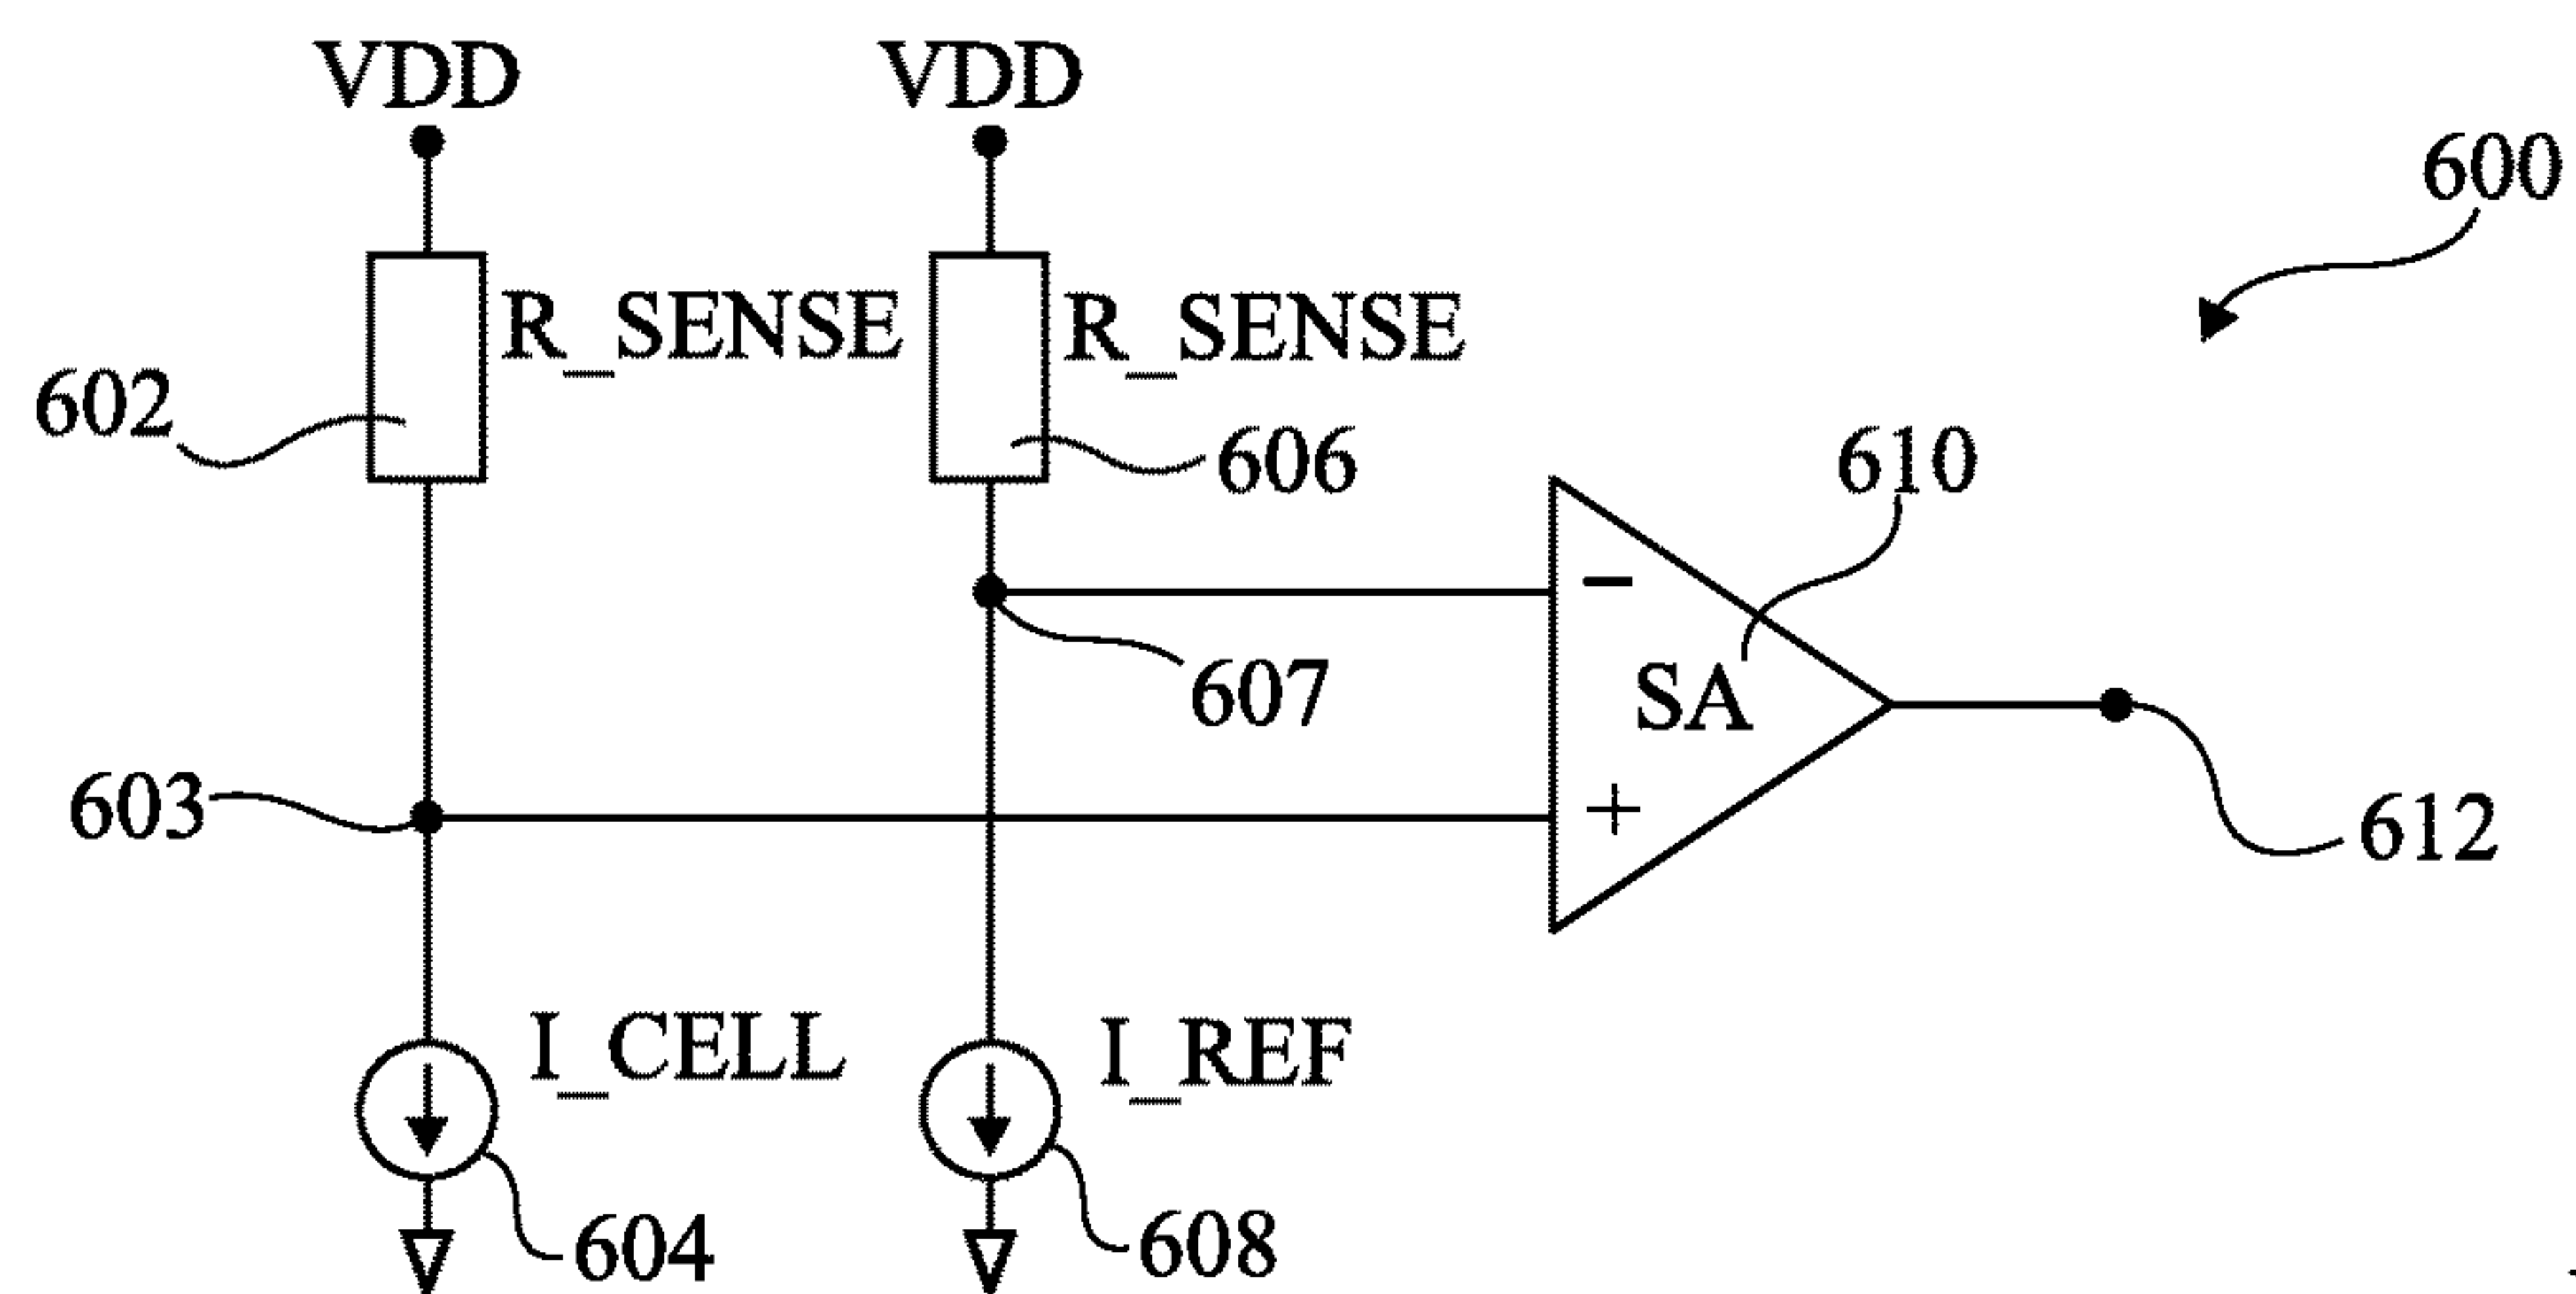 VDD
VDD
600
R_SENSE
R_SENSE
602
606
610
−
607
SA
603
+
612
I_CELL
I_REF
604
608